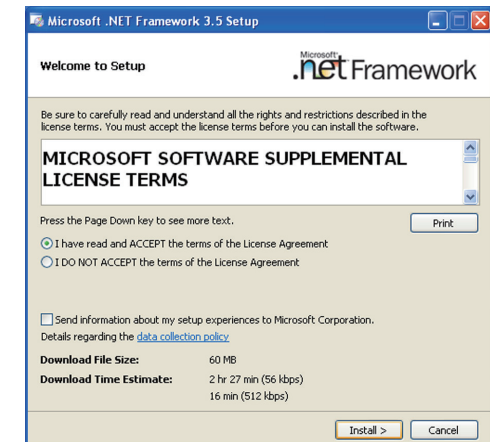 Microsoft .NET Framework 3.5 Setup
Welcome to Setup
Microsoft
.net Framework
Be sure to carefully read and understand all the rights and restrictions described in the
license terms. You must accept the license terms before you can install the software.
MICROSOFT SOFTWARE SUPPLEMENTAL
LICENSE TERMS
Press the Page Down key to see more text.
Print
I have read and ACCEPT the terms of the License Agreement
I DO NOT ACCEPT the terms of the License Agreement
Send information about my setup experiences to Microsoft Corporation.
Details regarding the data collection policy
Download File Size: 60 MB
Download Time Estimate: 2 hr 27 min (56 kbps)
16 min (512 kbps)
Install > Cancel